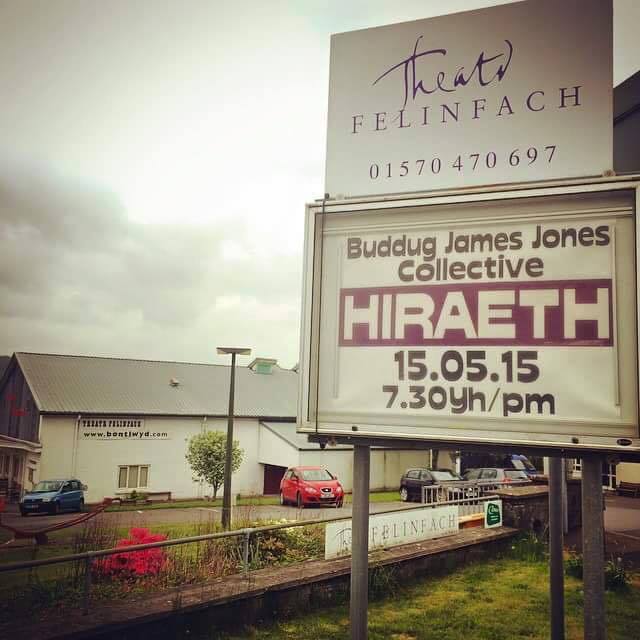 Theatr
FELINFACH
01570 470 697
Buddug James Jones
Collective
HIRAETH
15.05.15
7.30yh/pm
THEATR FELINFACH
www.bontlwyd.com
FELINFACH